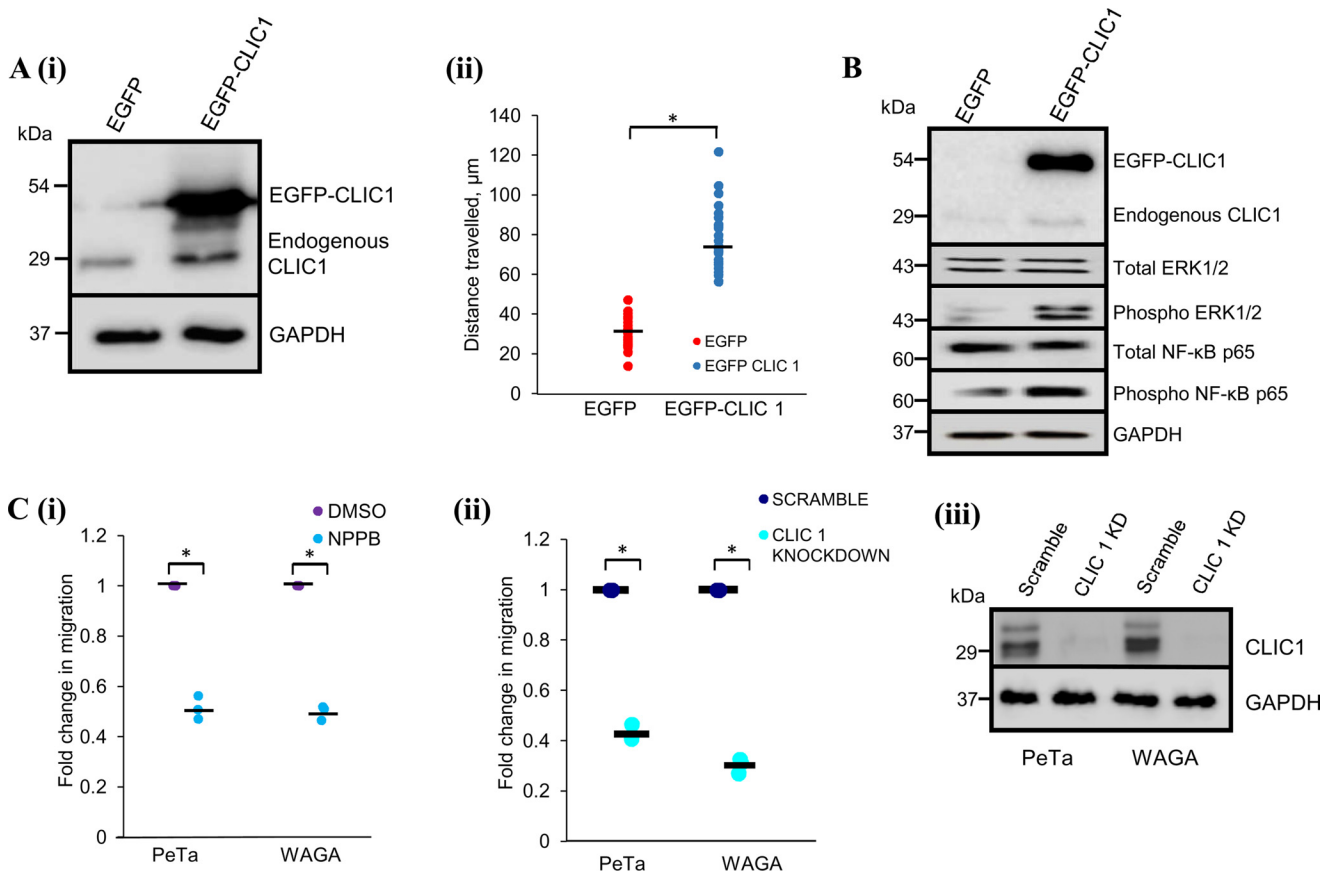 A (i)
EGFP
EGFP-CLIC1
kDa
54
EGFP-CLIC1
Endogenous
CLIC1
29
37
GAPDH
(ii)
Distance travelled, µm
140
120
100
80
60
40
20
0
*
EGFP
EGFP CLIC 1
EGFP
EGFP-CLIC 1
B
EGFP
EGFP-CLIC1
kDa
54
EGFP-CLIC1
29
Endogenous CLIC1
43
Total ERK1/2
43
Phospho ERK1/2
60
Total NF-κB p65
60
Phospho NF-κB p65
37
GAPDH
C (i)
DMSO
NPPB
Fold change in migration
1.2
1
0.8
0.6
0.4
0.2
0
*
*
PeTa
WAGA
(ii)
SCRAMBLE
CLIC 1
KNOCKDOWN
Fold change in migration
1.2
1
0.8
0.6
0.4
0.2
0
*
*
PeTa
WAGA
(iii)
Scramble
CLIC 1 KD
Scramble
CLIC 1 KD
kDa
29
CLIC1
37
GAPDH
PeTa
WAGA